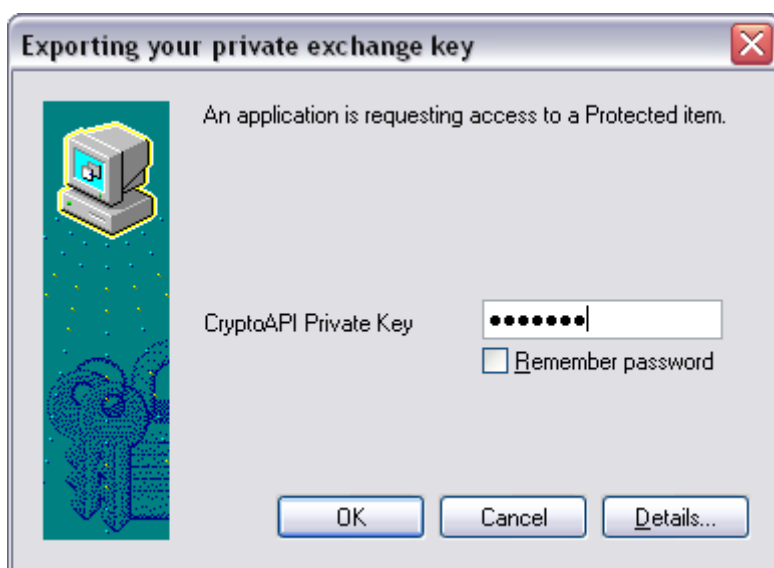 Exporting your private exchange key
An application is requesting access to a Protected item.
CryptoAPI Private Key •••••••
Remember password
OK Cancel Details...